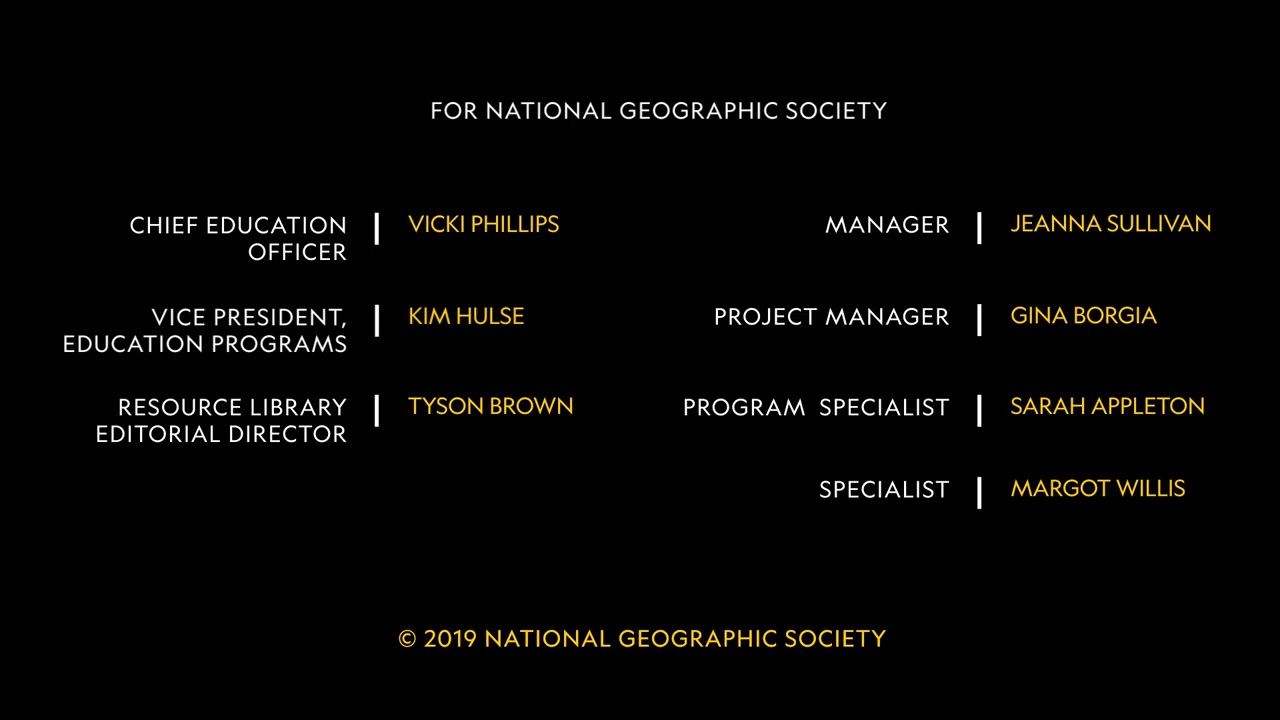 FOR NATIONAL GEOGRAPHIC SOCIETY
CHIEF EDUCATION
OFFICER
VICKI PHILLIPS
VICE PRESIDENT,
EDUCATION PROGRAMS
KIM HULSE
RESOURCE LIBRARY
EDITORIAL DIRECTOR
TYSON BROWN
MANAGER
JEANNA SULLIVAN
PROJECT MANAGER
GINA BORGIA
PROGRAM SPECIALIST
SARAH APPLETON
SPECIALIST
MARGOT WILLIS
© 2019 NATIONAL GEOGRAPHIC SOCIETY